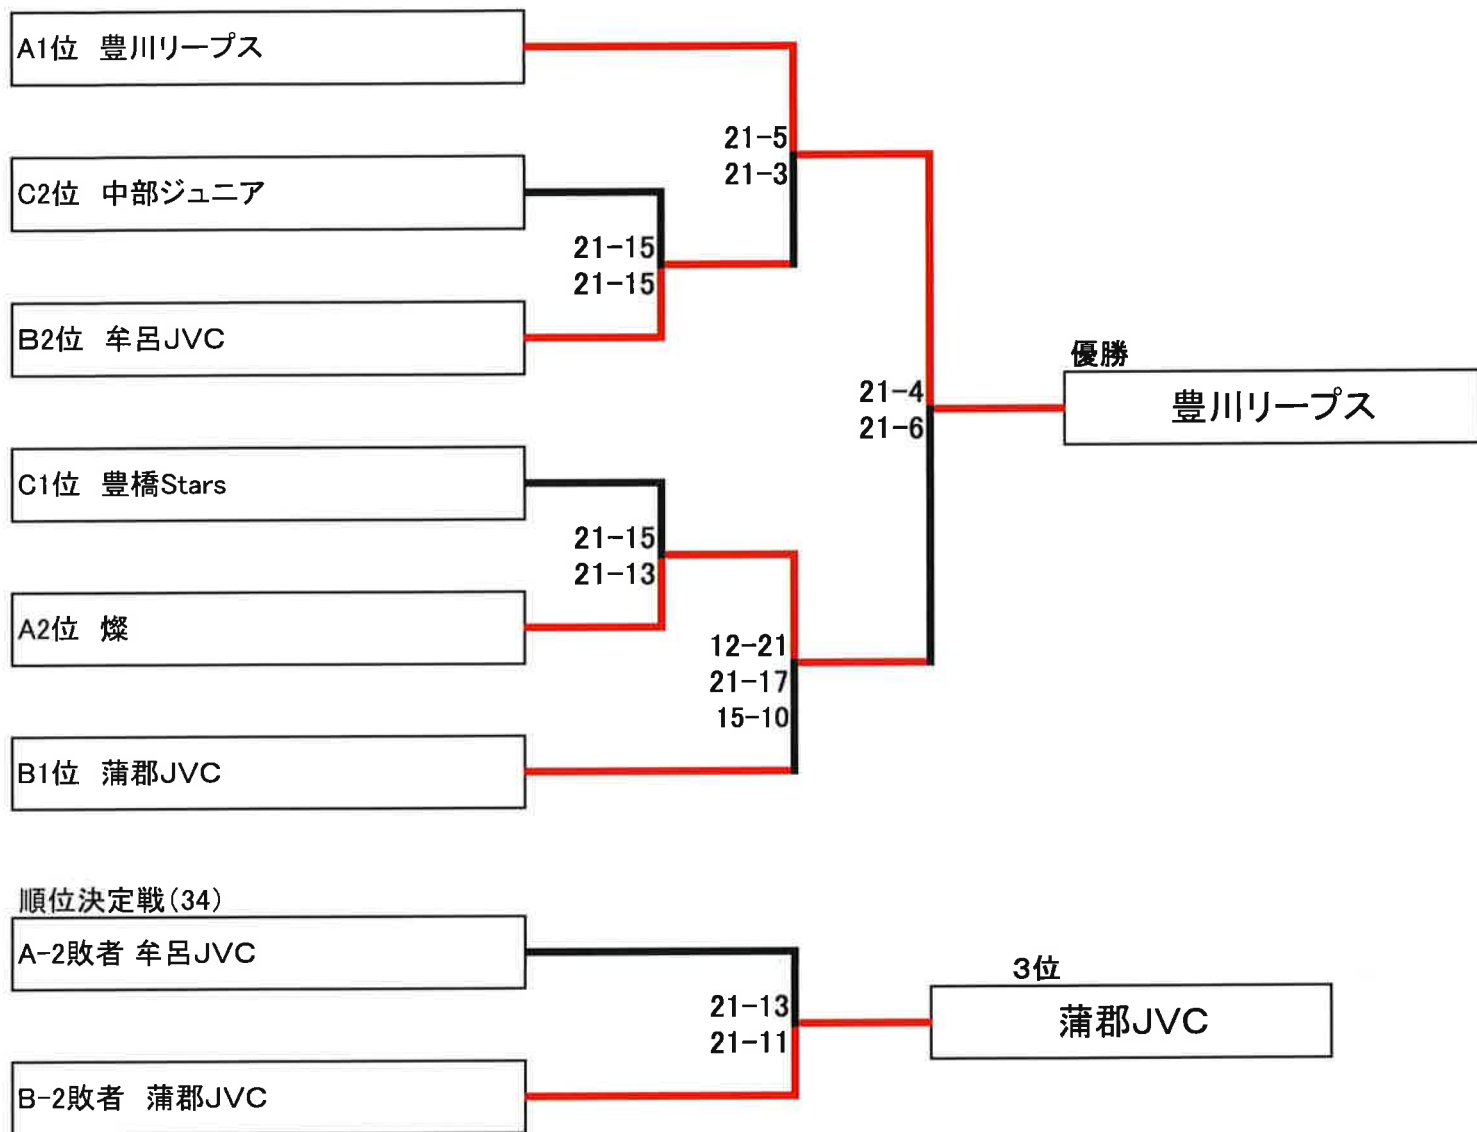 A1位 豊川リープス
21-5
21-3
C2位 中部ジュニア
21-15
21-15
B2位 牟呂JVC
優勝
豊川リープス
21-4
21-6
C1位 豊橋Stars
21-15
21-13
A2位 燦
12-21
21-17
15-10
B1位 蒲郡JVC
順位決定戦(34)
A-2敗者 牟呂JVC
3位
蒲郡JVC
21-13
21-11
B-2敗者 蒲郡JVC